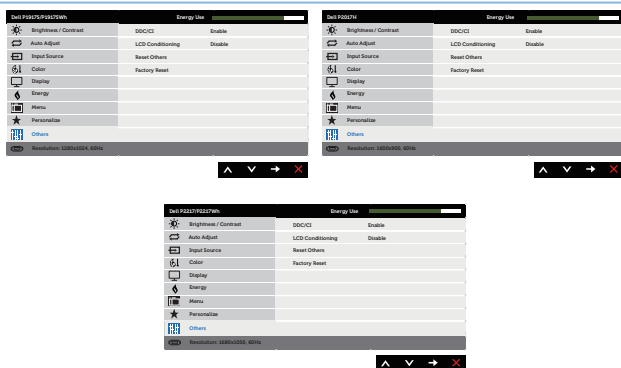 Dell P1917S/P1917SWh Energy Use
Brightness / Contrast DDC/CI Enable
Auto Adjust LCD Conditioning Disable
Input Source Reset Others
Color Factory Reset
Display
Energy
Menu
Personalize
Others
Resolution: 1280x1024, 60Hz
Dell P2017H Energy Use
Brightness / Contrast DDC/CI Enable
Auto Adjust LCD Conditioning Disable
Input Source Reset Others
Color Factory Reset
Display
Energy
Menu
Personalize
Others
Resolution: 1600x900, 60Hz
Dell P2217/P2217Wh Energy Use
Brightness / Contrast DDC/CI Enable
Auto Adjust LCD Conditioning Disable
Input Source Reset Others
Color Factory Reset
Display
Energy
Menu
Personalize
Others
Resolution: 1680x1050, 60Hz